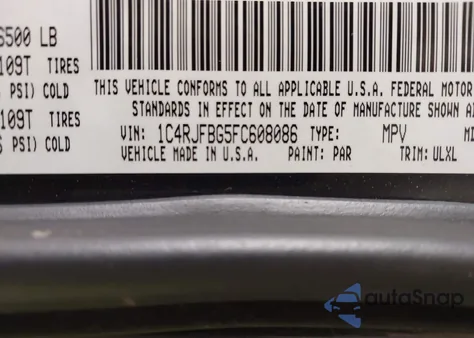 6500 LB
109T TIRES
PSI) COLD
109T TIRES
PSI) COLD
THIS VEHICLE CONFORMS TO ALL APPLICABLE U.S.A. FEDERAL MOTOR
STANDARDS IN EFFECT ON THE DATE OF MANUFACTURE SHOWN
VIN: 1C4RJFBG5FC608086 TYPE: MPV
VEHICLE MADE IN U.S.A. PAINT: PAR TRIM: ULXL
autoSnap